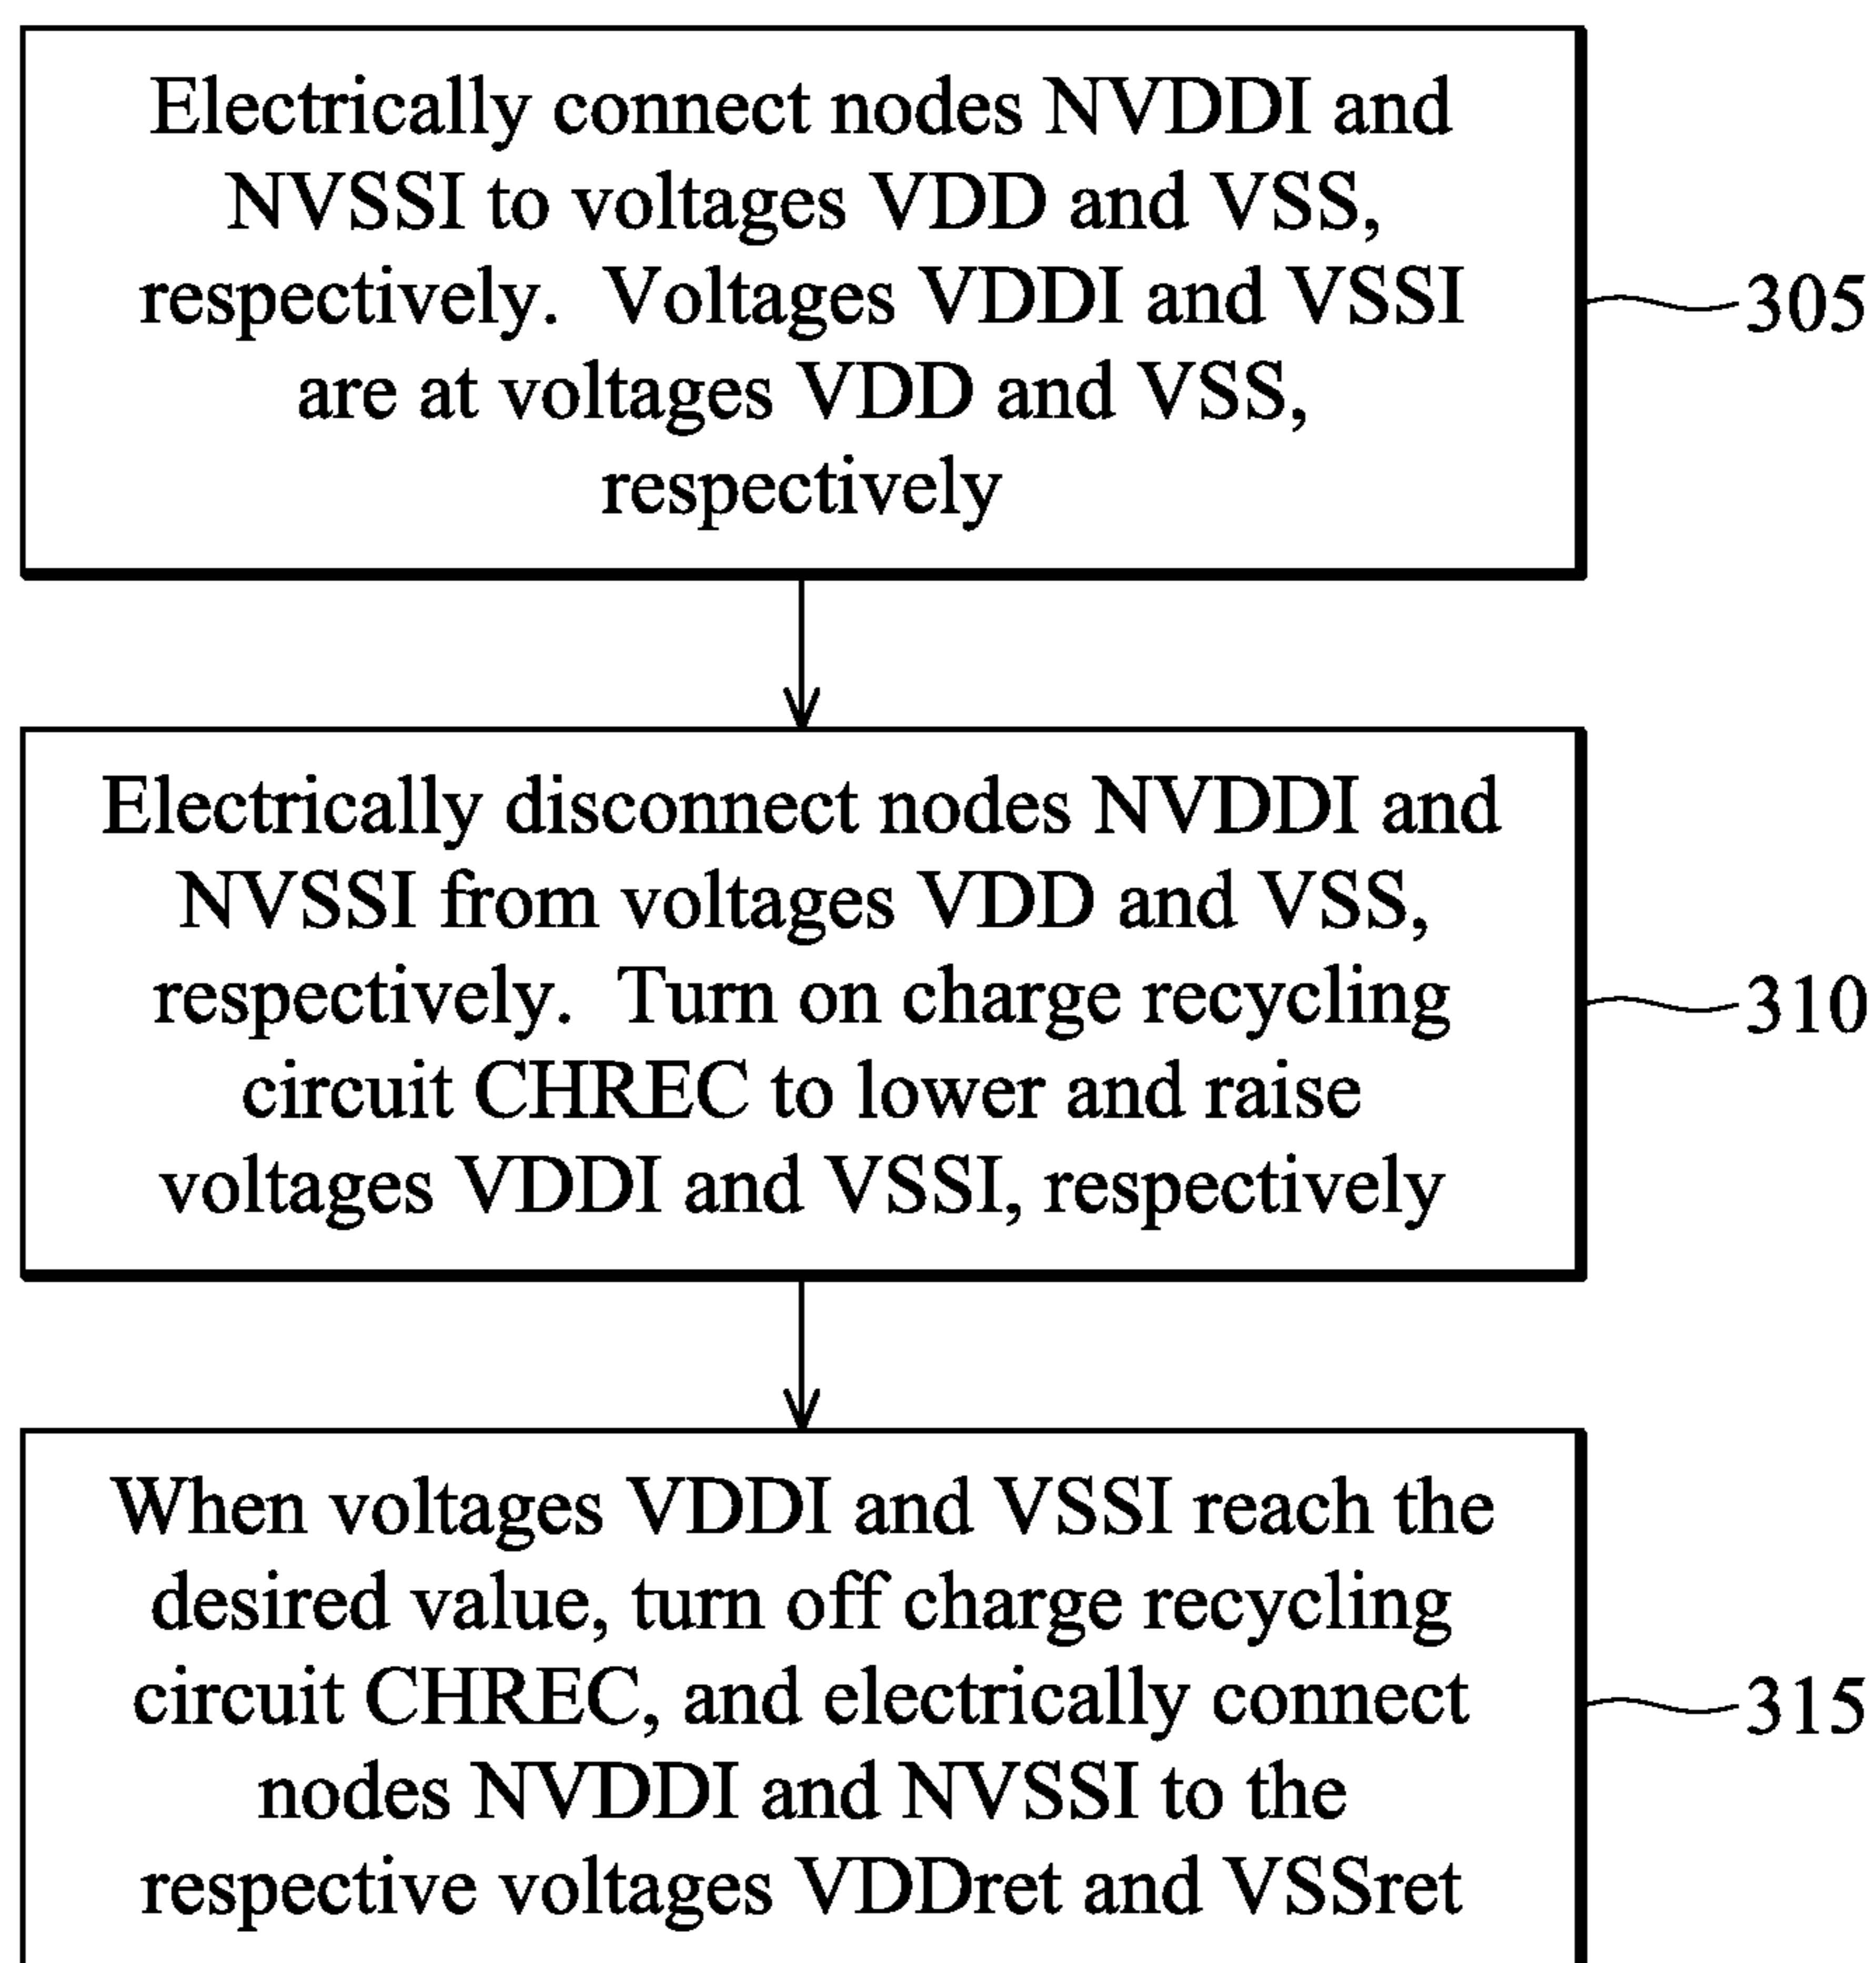 Electrically connect nodes NVDDI and
NVSSI to voltages VDD and VSS,
respectively. Voltages VDDI and VSSI
are at voltages VDD and VSS,
respectively
305
Electrically disconnect nodes NVDDI and
NVSSI from voltages VDD and VSS,
respectively. Turn on charge recycling
circuit CHREC to lower and raise
voltages VDDI and VSSI, respectively
310
When voltages VDDI and VSSI reach the
desired value, turn off charge recycling
circuit CHREC, and electrically connect
nodes NVDDI and NVSSI to the
respective voltages VDDret and VSSret
315